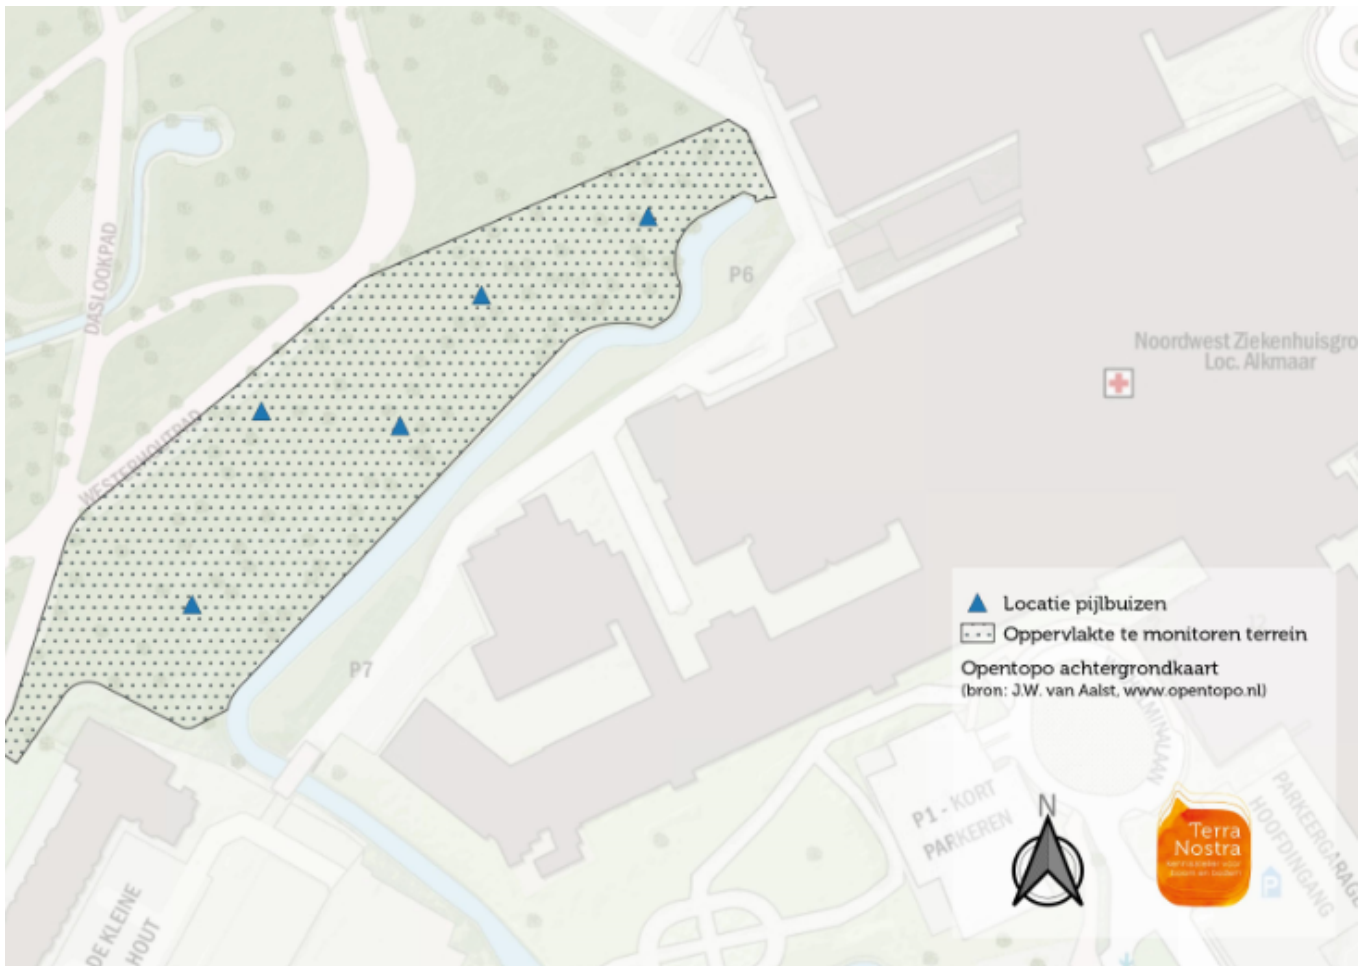 DASLOOKPAD
P6
Noordwest Ziekenhuisgro
Loc. Alkmaar
WESTERHOUTPAD
P7
Locatie pijlbuizen
Oppervlakte te monitoren terrein
Opentopo achtergrondkaart
(bron: J.W. van Aalst, www.opentopo.nl)
P1 - KORT
PARKEREN
N
Terra
Nostra
PARKEERGARAGE
HOOFDINGANG
P
DE KLEINE
HOUT